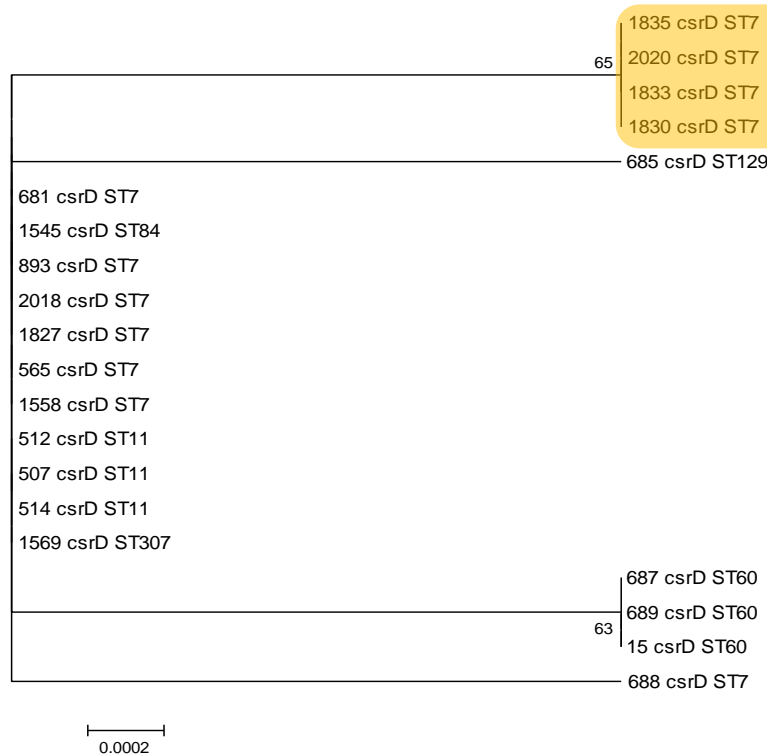 1835 csrD ST7
65
2020 csrD ST7
1833 csrD ST7
1830 csrD ST7
685 csrD ST129
681 csrD ST7
1545 csrD ST84
893 csrD ST7
2018 csrD ST7
1827 csrD ST7
565 csrD ST7
1558 csrD ST7
512 csrD ST11
507 csrD ST11
514 csrD ST11
1569 csrD ST307
687 csrD ST60
689 csrD ST60
63
15 csrD ST60
688 csrD ST7
0.0002